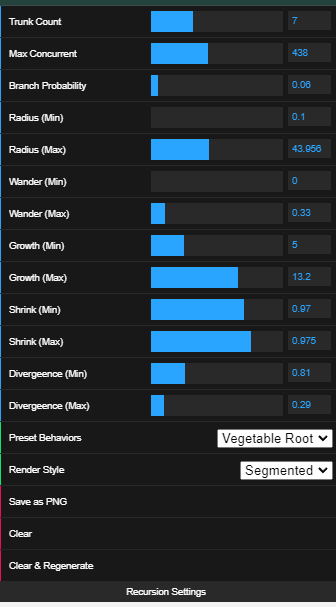 Trunk Count 7
Max Concurrent 438
Branch Probability 0.06
Radius (Min) 0.1
Radius (Max) 43.956
Wander (Min) 0
Wander (Max) 0.33
Growth (Min) 5
Growth (Max) 13.2
Shrink (Min) 0.97
Shrink (Max) 0.975
Divergeence (Min) 0.81
Divergeence (Max) 0.29
Preset Behaviors Vegetable Root
Render Style Segmented
Save as PNG
Clear
Clear & Regenerate
Recursion Settings